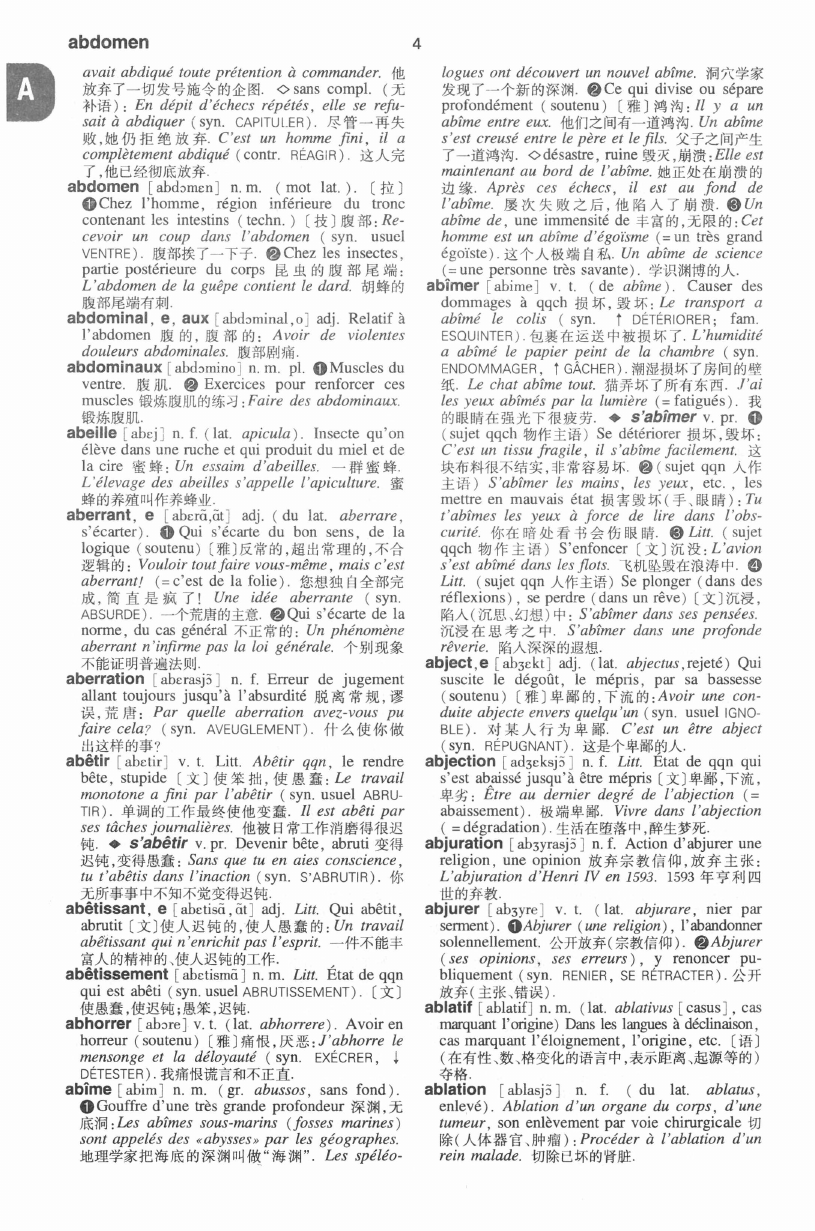 abdomen
4
A
avait abdiqué toute prétention à commander. 他
放弃了一切发号施令的企图. ◇sans compl. (无
补语): En dépit d'échecs répétés, elle se refu-
sait à abdiquer (syn. CAPITULER). 尽管一再失
败,她仍拒绝放弃. C'est un homme fini, il a
complètement abdiqué (contr. RÉAGIR). 这人完
了,他已经彻底放弃.
abdomen [abdɔmɛn] n. m. (mot lat.). 〔拉〕
❶Chez l'homme, région inférieure du tronc
contenant les intestins (techn.)〔技〕腹部:Re-
cevoir un coup dans l'abdomen (syn. usuel
VENTRE). 腹部挨了一下子. ❷Chez les insectes,
partie postérieure du corps 昆虫的腹部尾端:
L'abdomen de la guêpe contient le dard. 胡蜂的
腹部尾端有刺.
abdominal, e, aux [abdɔminal,o] adj. Relatif à
l'abdomen 腹的,腹部的: Avoir de violentes
douleurs abdominales. 腹部剧痛.
abdominaux [abdɔmino] n. m. pl. ❶Muscles du
ventre. 腹肌. ❷ Exercices pour renforcer ces
muscles 锻炼腹肌的练习:Faire des abdominaux.
锻炼腹肌.
abeille [abɛj] n. f. (lat. apicula). Insecte qu'on
élève dans une ruche et qui produit du miel et de
la cire 蜜蜂: Un essaim d'abeilles. 一群蜜蜂.
L'élevage des abeilles s'appelle l'apiculture. 蜜
蜂的养殖叫作养蜂业.
aberrant, e [abɛrɑ̃,ɑ̃t] adj. (du lat. aberrare,
s'écarter). ❶ Qui s'écarte du bon sens, de la
logique (soutenu)〔雅〕反常的,超出常理的,不合
逻辑的: Vouloir tout faire vous-même, mais c'est
aberrant! (=c'est de la folie). 您想独自全部完
成,简直是疯了! Une idée aberrante (syn.
ABSURDE). 一个荒唐的主意. ❷Qui s'écarte de la
norme, du cas général 不正常的: Un phénomène
aberrant n'infirme pas la loi générale. 个别现象
不能证明普遍法则.
aberration [abɛrasjɔ̃] n. f. Erreur de jugement
allant toujours jusqu'à l'absurdité 脱离常规,谬
误,荒唐: Par quelle aberration avez-vous pu
faire cela? (syn. AVEUGLEMENT). 什么使你做
出这样的事?
abêtir [abɛtir] v. t. Litt. Abêtir qqn, le rendre
bête, stupide 〔文〕使笨拙,使愚蠢: Le travail
monotone a fini par l'abêtir (syn. usuel ABRU-
TIR). 单调的工作最终使他变蠢. Il est abêti par
ses tâches journalières. 他被日常工作消磨得很迟
钝. ◆ s'abêtir v. pr. Devenir bête, abruti 变得
迟钝,变得愚蠢: Sans que tu en aies conscience,
tu t'abêtis dans l'inaction (syn. S'ABRUTIR). 你
无所事事中不知不觉变得迟钝.
abêtissant, e [abɛtisɑ̃,ɑ̃t] adj. Litt. Qui abêtit,
abrutit〔文〕使人迟钝的,使人愚蠢的: Un travail
abêtissant qui n'enrichit pas l'esprit. 一件不能丰
富人的精神的、使人迟钝的工作.
abêtissement [abɛtismɑ̃] n. m. Litt. État de qqn
qui est abêti (syn. usuel ABRUTISSEMENT). 〔文〕
使愚蠢,使迟钝;愚笨,迟钝.
abhorrer [abɔre] v. t. (lat. abhorrere). Avoir en
horreur (soutenu)〔雅〕痛恨,厌恶:J'abhorre le
mensonge et la déloyauté (syn. EXÉCRER, ↓
DÉTESTER). 我痛恨谎言和不正直.
abîme [abim] n. m. (gr. abussos, sans fond).
❶Gouffre d'une très grande profondeur 深渊,无
底洞:Les abîmes sous-marins (fosses marines)
sont appelés des «abysses» par les géographes.
地理学家把海底的深渊叫做“海渊”. Les spéléo-
logues ont découvert un nouvel abîme. 洞穴学家
发现了一个新的深渊. ❷Ce qui divise ou sépare
profondément (soutenu)〔雅〕鸿沟: Il y a un
abîme entre eux. 他们之间有一道鸿沟. Un abîme
s'est creusé entre le père et le fils. 父子之间产生
了一道鸿沟. ◇désastre, ruine 毁灭,崩溃:Elle est
maintenant au bord de l'abîme. 她正处在崩溃的
边缘. Après ces échecs, il est au fond de
l'abîme. 屡次失败之后,他陷入了崩溃. ❸Un
abîme de, une immensité de 丰富的,无限的:Cet
homme est un abîme d'égoïsme (=un très grand
égoïste). 这个人极端自私. Un abîme de science
(=une personne très savante). 学识渊博的人.
abîmer [abime] v. t. (de abîme). Causer des
dommages à qqch 损坏,毁坏: Le transport a
abîmé le colis (syn. ↑ DÉTÉRIORER; fam.
ESQUINTER). 包裹在运送中被损坏了. L'humidité
a abîmé le papier peint de la chambre (syn.
ENDOMMAGER, ↑GÂCHER). 潮湿损坏了房间的壁
纸. Le chat abîme tout. 猫弄坏了所有东西. J'ai
les yeux abîmés par la lumière (=fatigués). 我
的眼睛在强光下很疲劳. ◆ s'abîmer v. pr. ❶
(sujet qqch 物作主语) Se détériorer 损坏,毁坏:
C'est un tissu fragile, il s'abîme facilement. 这
块布料很不结实,非常容易坏. ❷(sujet qqn 人作
主语) S'abîmer les mains, les yeux, etc., les
mettre en mauvais état 损害毁坏(手、眼睛):Tu
t'abîmes les yeux à force de lire dans l'obs-
curité. 你在暗处看书会伤眼睛. ❸ Litt. (sujet
qqch 物作主语) S'enfoncer〔文〕沉没:L'avion
s'est abîmé dans les flots. 飞机坠毁在浪涛中. ❹
Litt. (sujet qqn 人作主语) Se plonger (dans des
réflexions), se perdre (dans un rêve)〔文〕沉浸,
陷入(沉思、幻想)中: S'abîmer dans ses pensées.
沉浸在思考之中. S'abîmer dans une profonde
rêverie. 陷入深深的遐想.
abject,e [abʒɛkt] adj. (lat. abjectus,rejeté) Qui
suscite le dégoût, le mépris, par sa bassesse
(soutenu)〔雅〕卑鄙的,下流的:Avoir une con-
duite abjecte envers quelqu'un (syn. usuel IGNO-
BLE). 对某人行为卑鄙. C'est un être abject
(syn. RÉPUGNANT). 这是个卑鄙的人.
abjection [adʒɛksjɔ̃] n. f. Litt. État de qqn qui
s'est abaissé jusqu'à être mépris〔文〕卑鄙,下流,
卑劣: Être au dernier degré de l'abjection (=
abaissement). 极端卑鄙. Vivre dans l'abjection
(=dégradation). 生活在堕落中,醉生梦死.
abjuration [abʒyrasjɔ̃] n. f. Action d'abjurer une
religion, une opinion 放弃宗教信仰,放弃主张:
L'abjuration d'Henri IV en 1593. 1593 年亨利四
世的弃教.
abjurer [abʒyre] v. t. (lat. abjurare, nier par
serment). ❶Abjurer (une religion), l'abandonner
solennellement. 公开放弃(宗教信仰). ❷Abjurer
(ses opinions, ses erreurs), y renoncer pu-
bliquement (syn. RENIER, SE RÉTRACTER). 公开
放弃(主张、错误).
ablatif [ablatif] n. m. (lat. ablativus [casus], cas
marquant l'origine) Dans les langues à déclinaison,
cas marquant l'éloignement, l'origine, etc. 〔语〕
(在有性、数、格变化的语言中,表示距离、起源等的)
夺格.
ablation [ablasjɔ̃] n. f. (du lat. ablatus,
enlevé). Ablation d'un organe du corps, d'une
tumeur, son enlèvement par voie chirurgicale 切
除(人体器官、肿瘤):Procéder à l'ablation d'un
rein malade. 切除已坏的肾脏.